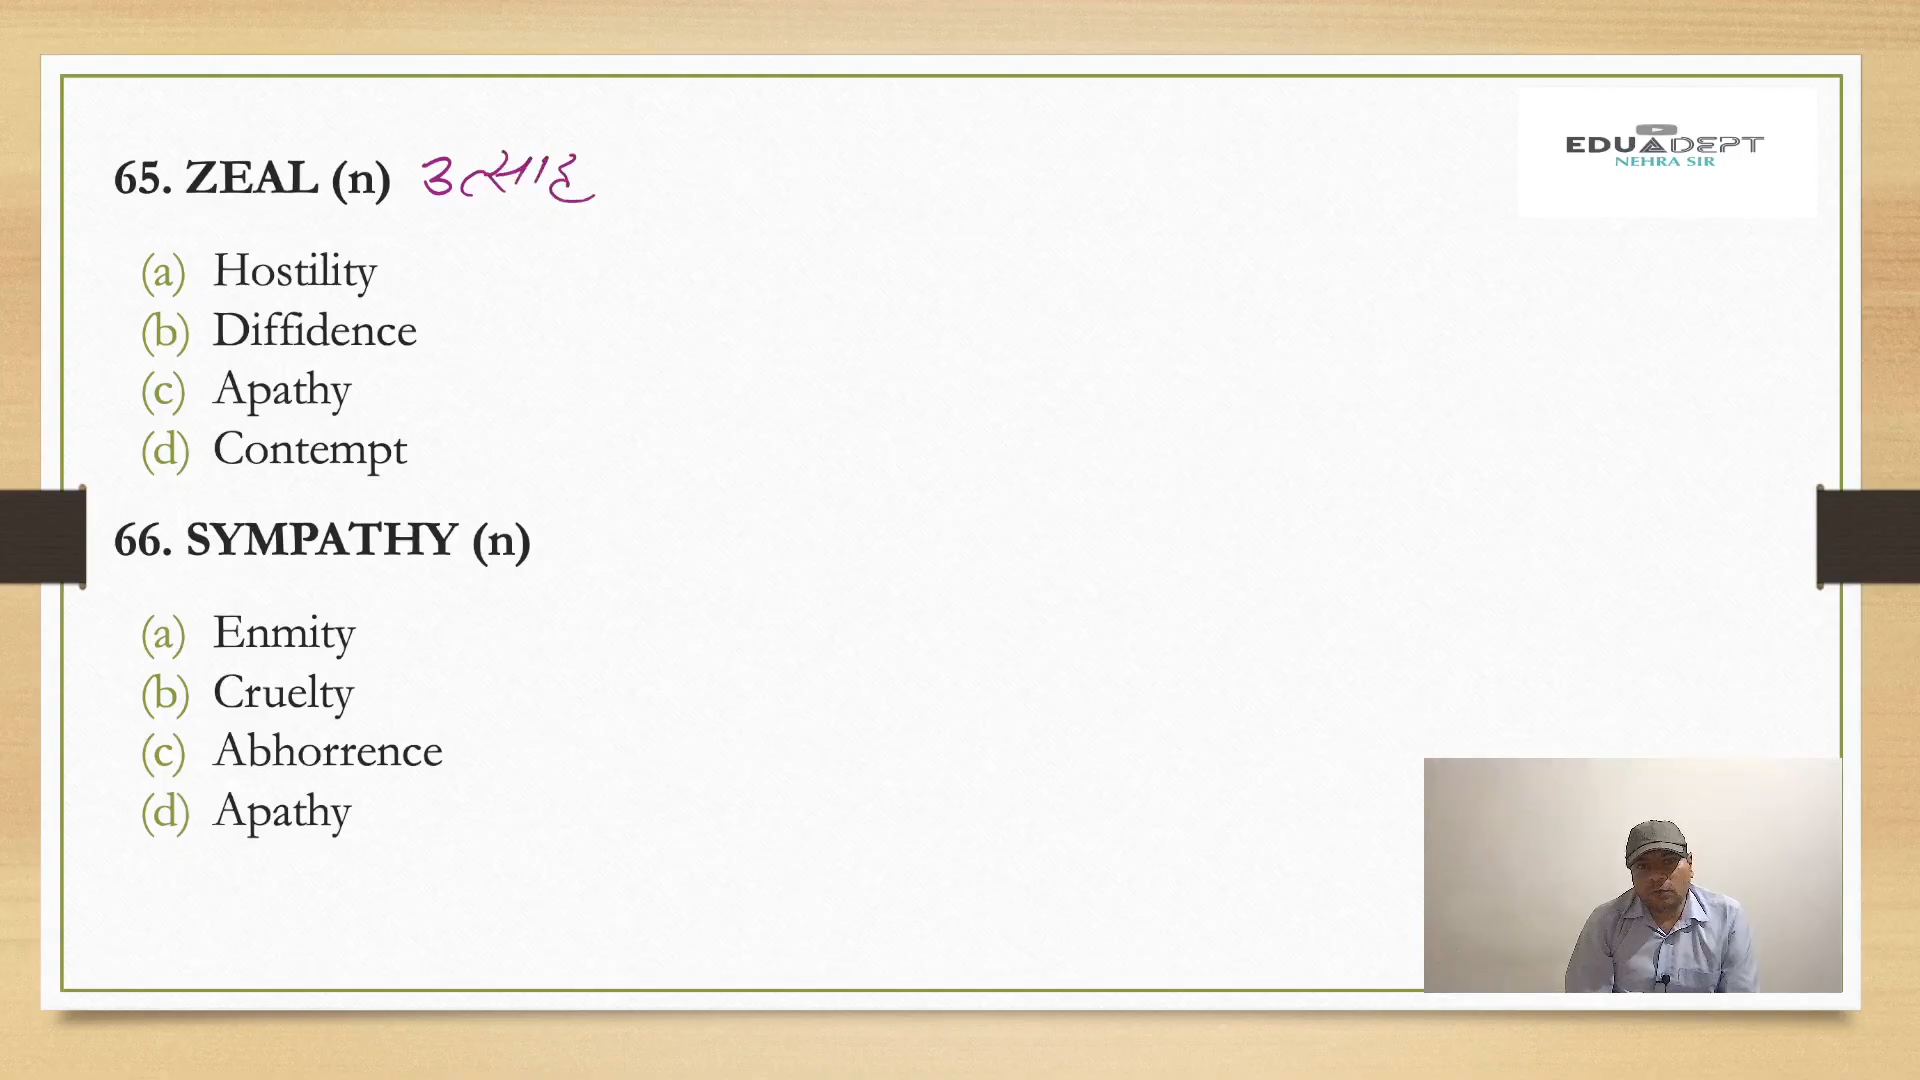 EDUADEPT
NEHRA SIR
65. ZEAL (n) उत्साह
(a) Hostility
(b) Diffidence
(c) Apathy
(d) Contempt
66. SYMPATHY (n)
(a) Enmity
(b) Cruelty
(c) Abhorrence
(d) Apathy